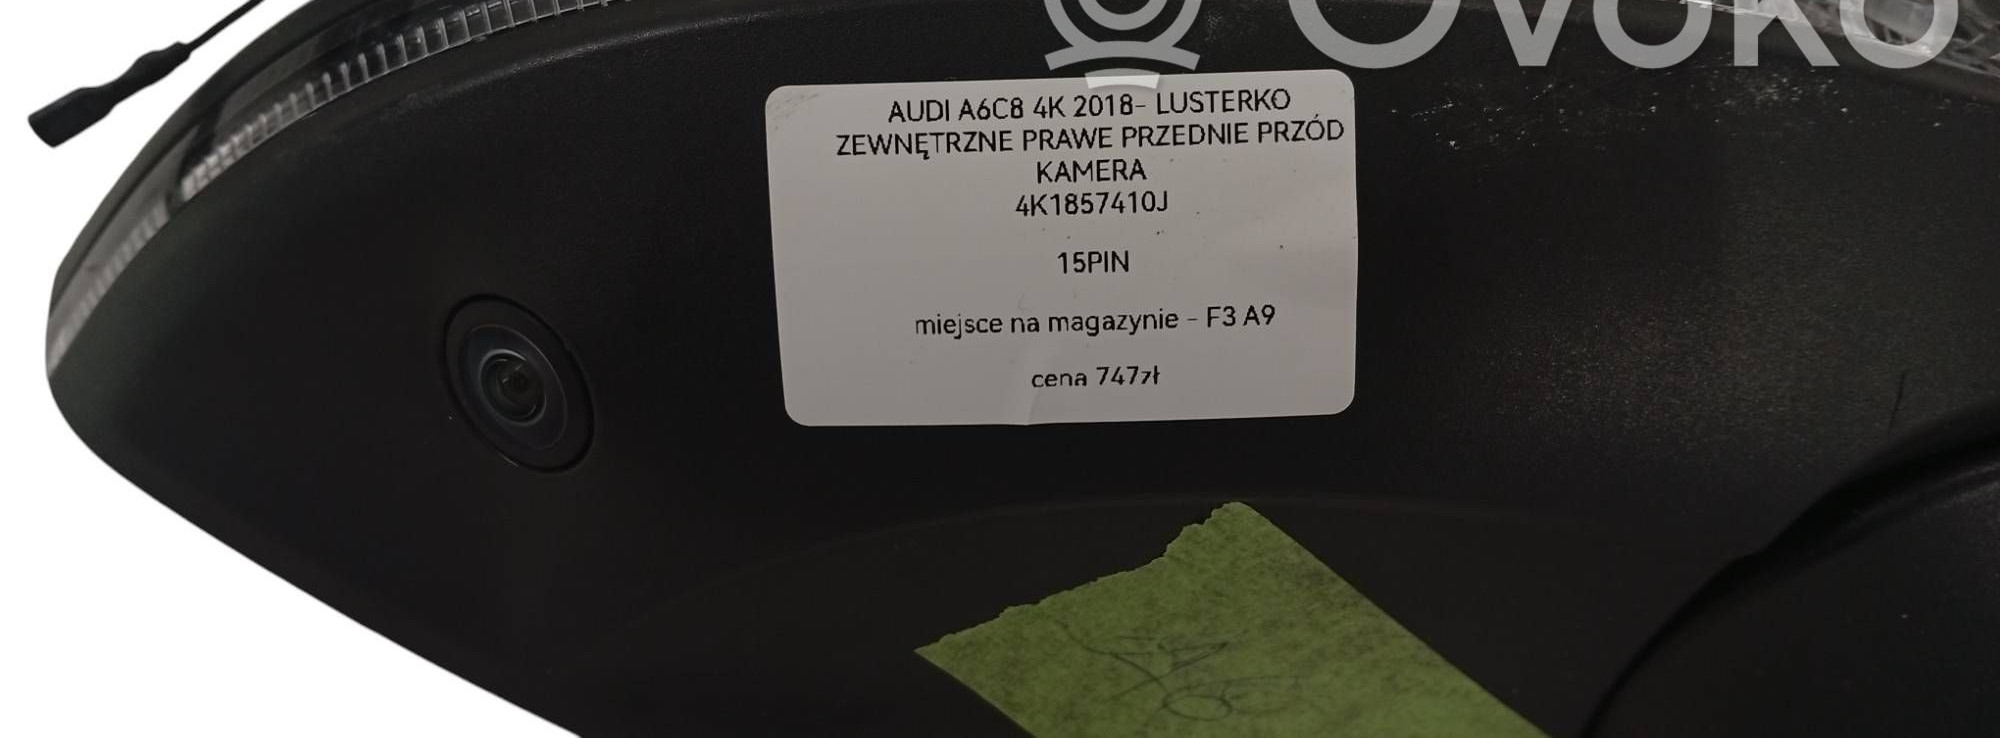 OVOKO
AUDI A6C8 4K 2018- LUSTERKO
ZEWNĘTRZNE PRAWE PRZEDNIE PRZÓD
KAMERA
4K1857410J
15PIN
miejsce na magazynie - F3 A9
cena 747zł